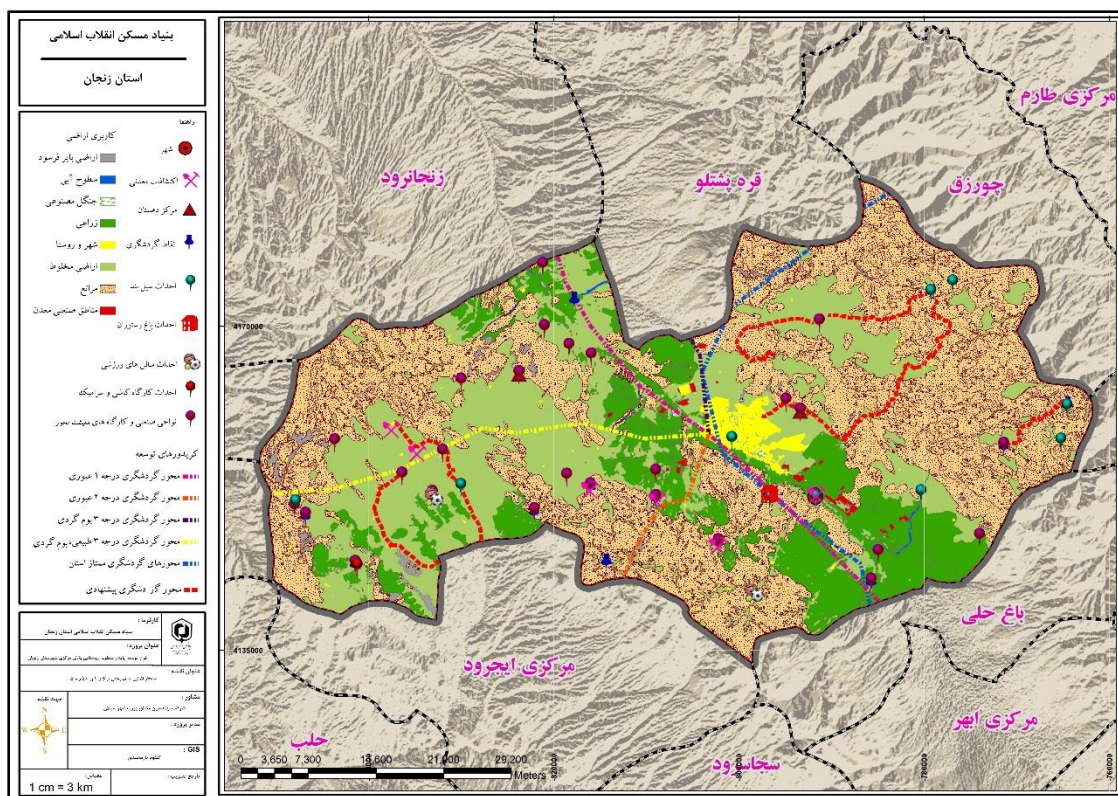 بنیاد مسکن انقلاب اسلامی
استان زنجان
راهنما
کاربری اراضی
شهر
اراضی بایر فرسود
سطوح آبی
اکتشافات معدنی
جنگل مصنوعی
مرکز دهستان
زراعی
شهر و روستا
نقاط گردشگری
اراضی مخلوط
احداث سیل بند
مراتع
مناطق صنعتی معدن
احداث باغ رستوران
احداث سالن های ورزشی
احداث کارگاه کاشی و سرامیک
نواحی صنعتی و کارگاه های معیشت محور
کریدورهای توسعه
محور گردشگری درجه ۱ عبوری
محور گردشگری درجه ۲ عبوری
محور گردشگری درجه ۳ بوم گردی
محور گردشگری درجه ۳ طبیعی،بوم گردی
محورهای گردشگری ممتاز استان
محور گردشگری پیشنهادی
کارفرما :
بنیاد مسکن انقلاب اسلامی استان زنجان
عنوان پروژه :
عنوان نقشه :
مشاور :
جهت نقشه
N
W E
S
مدیر پروژه :
GIS :
تاریخ تصویب :
مقیاس:
1 cm = 3 km
مرکزی طارم
زنجانرود
قره پشتلو
چورزق
4170000
4135000
باغ حلی
مرکزی ایجرود
مرکزی ابهر
حلب
سجاسرود
0 3,650 7,300 14,600 21,900 29,200
Meters